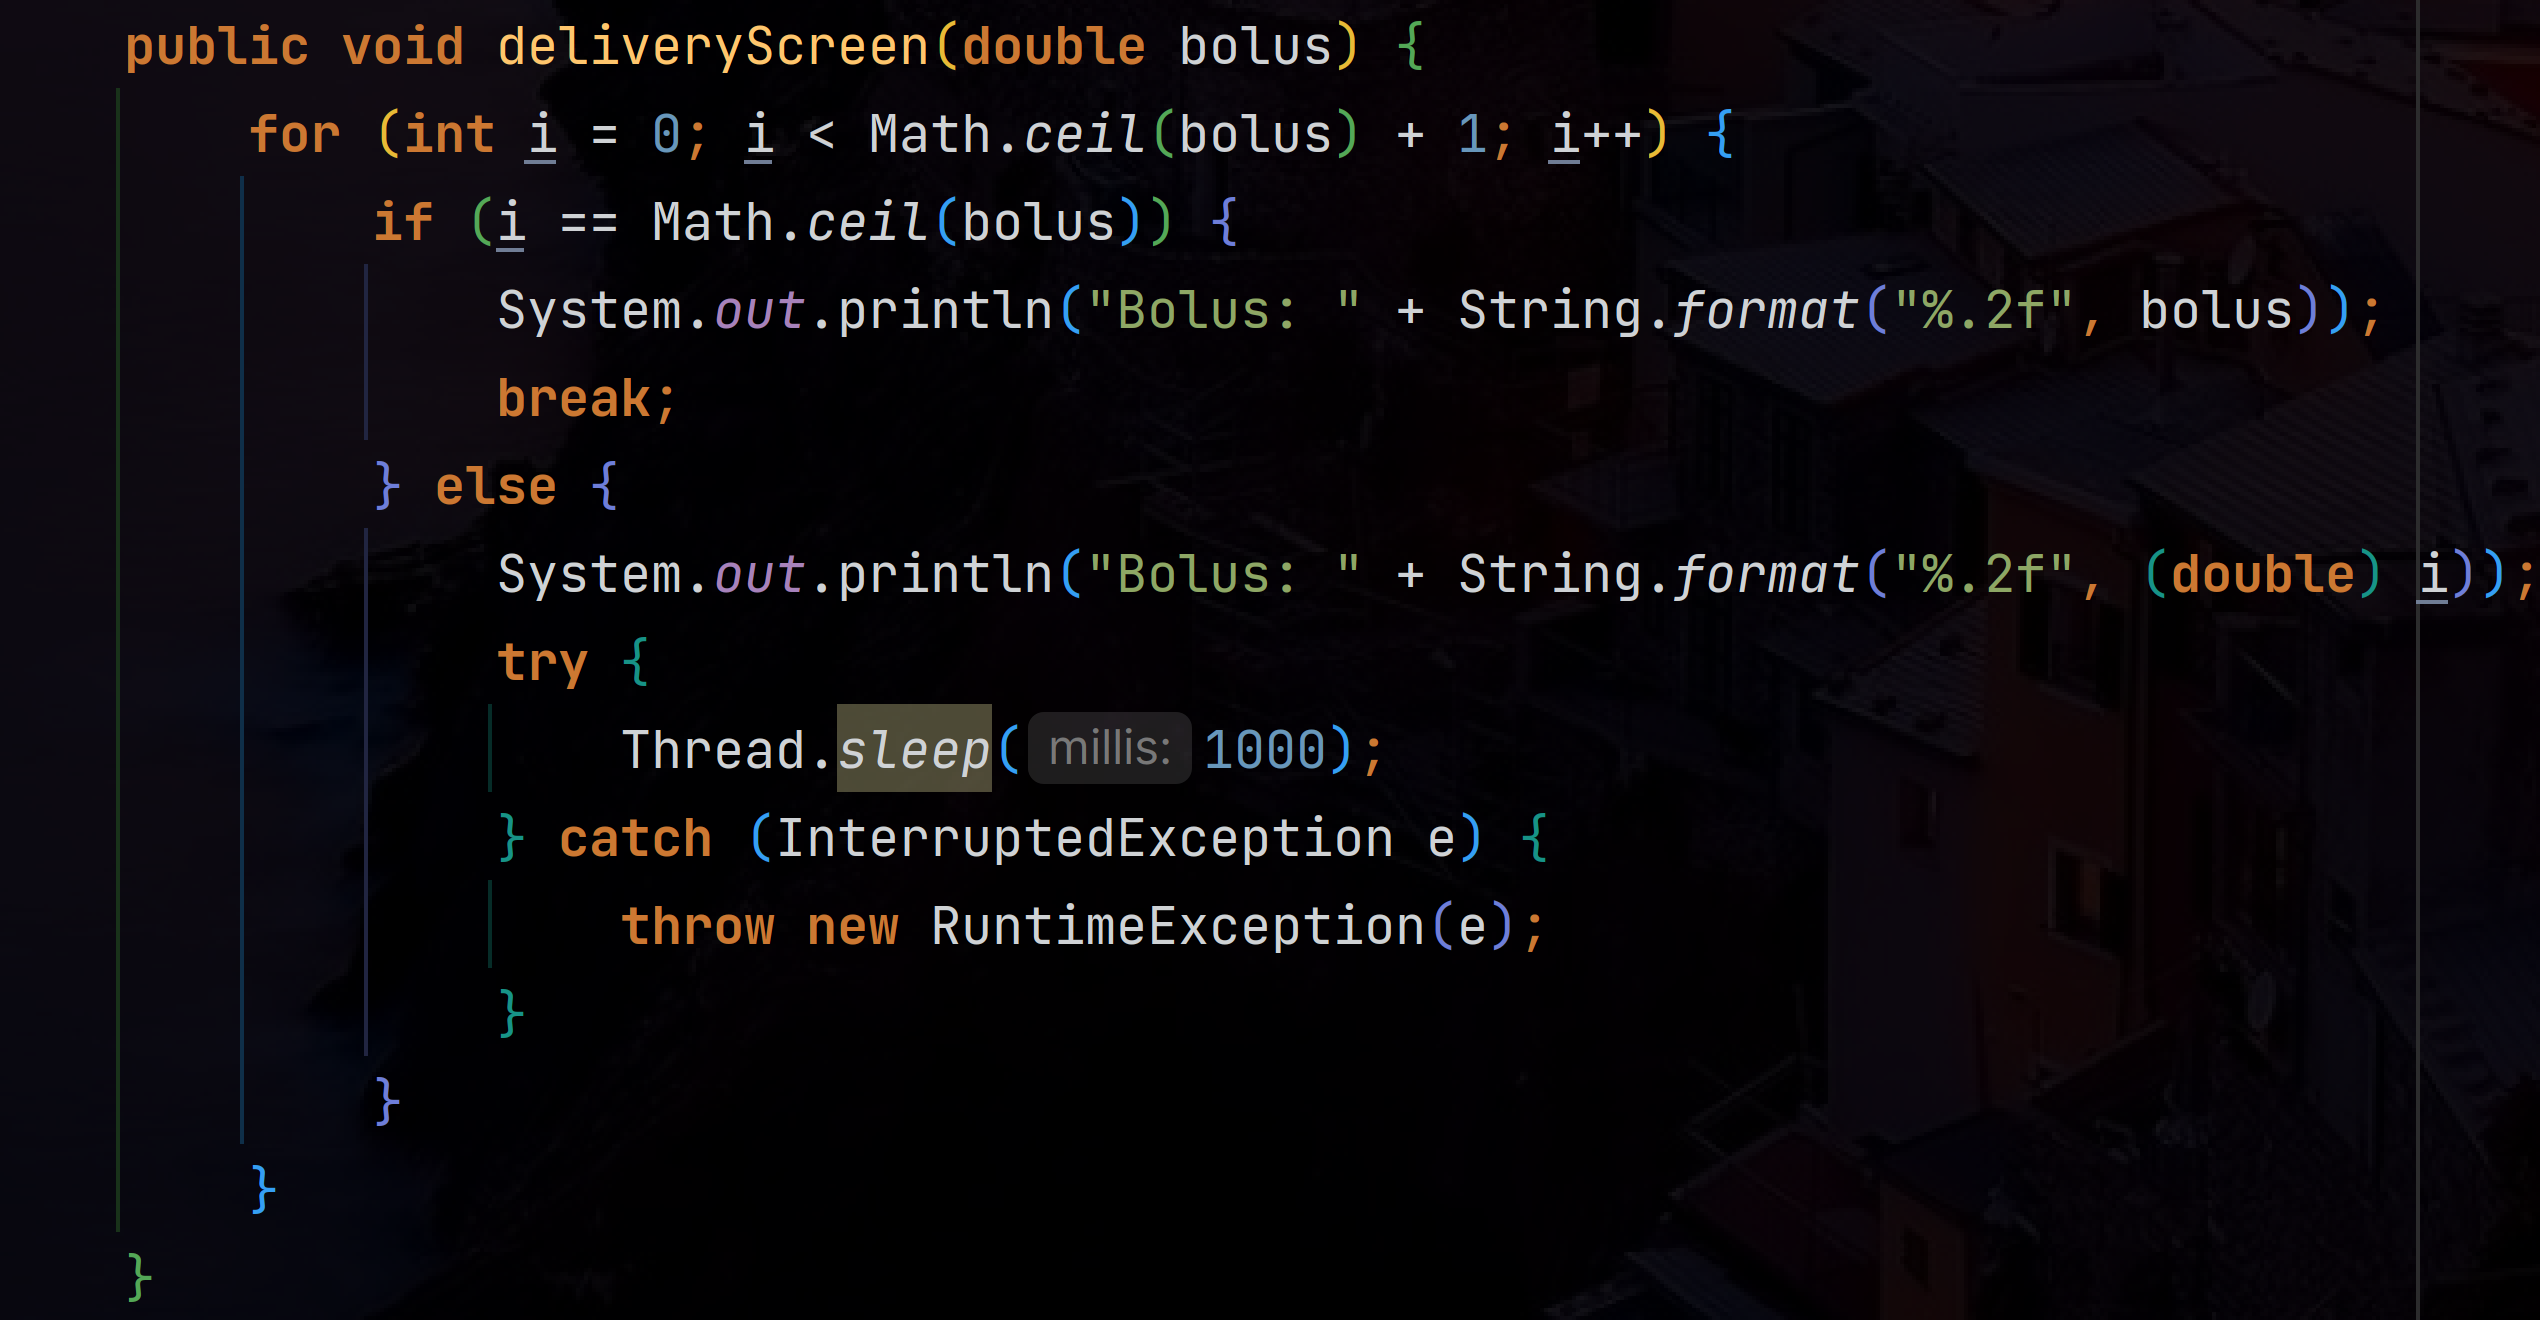 public void deliveryScreen(double bolus) {
for (int i = 0; i < Math.ceil(bolus) + 1; i++) {
if (i == Math.ceil(bolus)) {
System.out.println("Bolus: " + String.format("%.2f", bolus));
break;
} else {
System.out.println("Bolus: " + String.format("%.2f", (double) i));
try {
Thread.sleep( millis: 1000);
} catch (InterruptedException e) {
throw new RuntimeException(e);
}
}
}
}